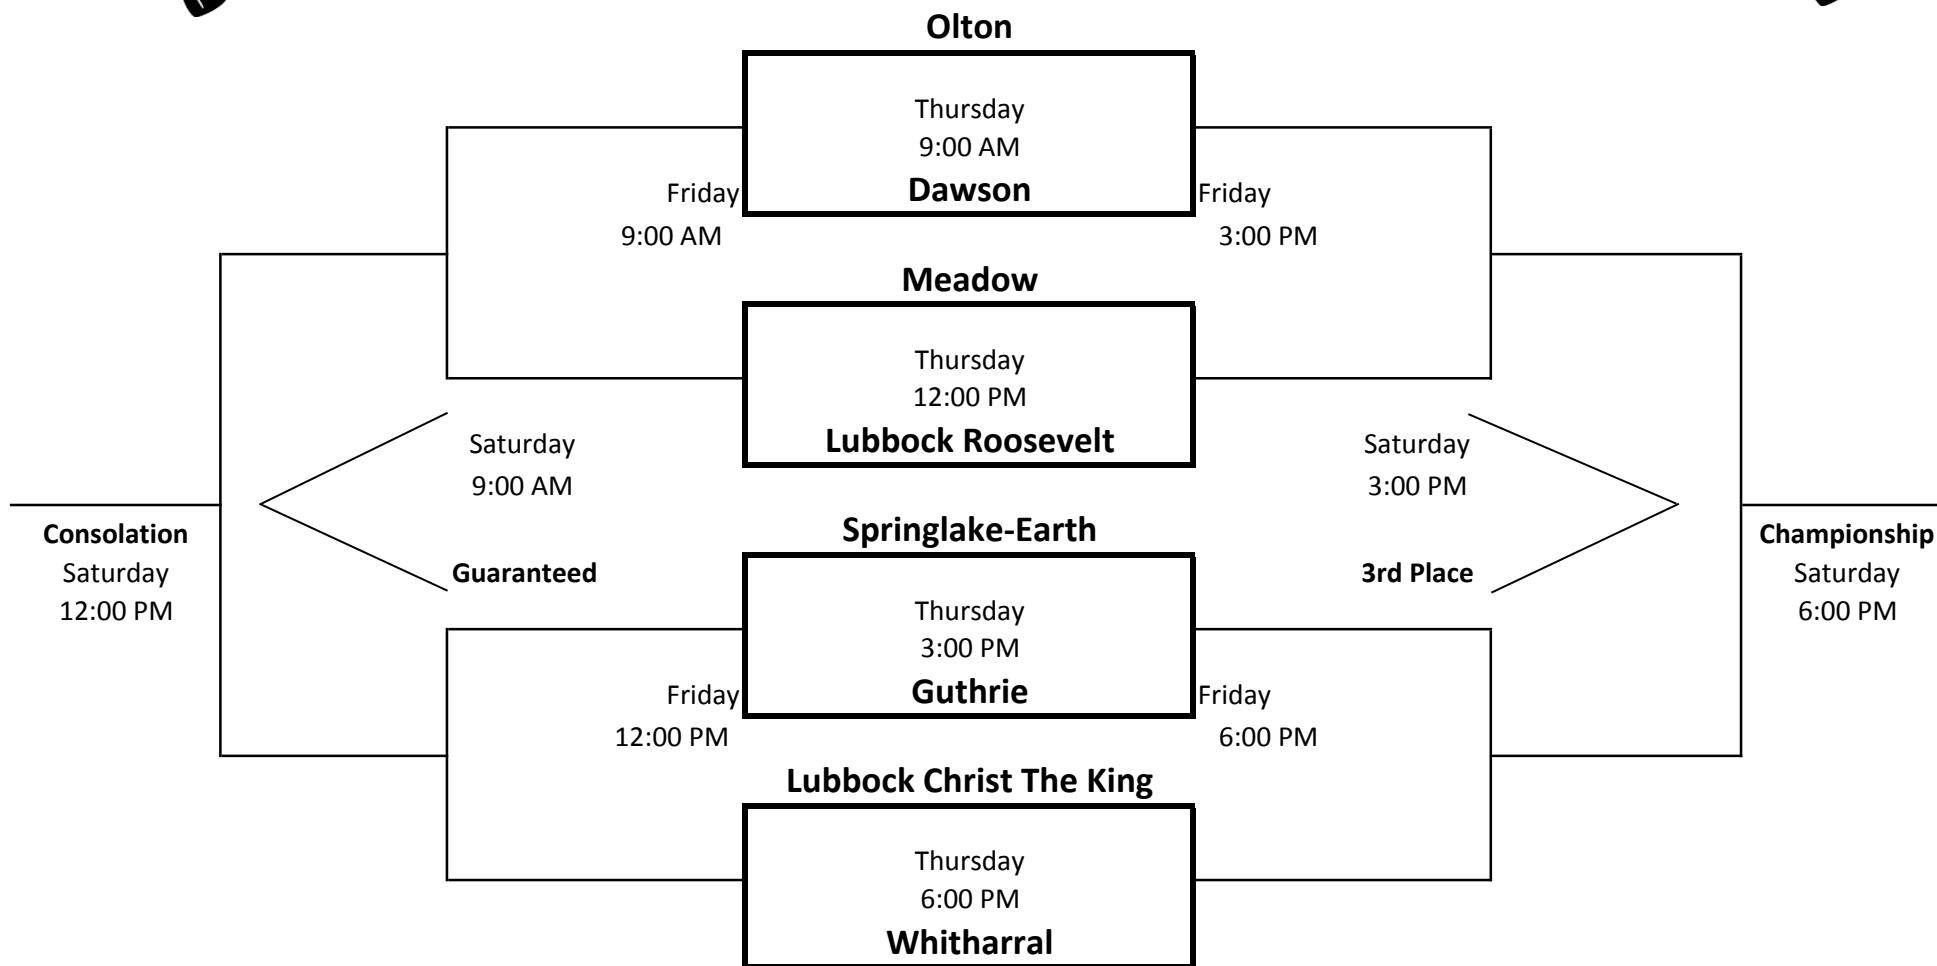 Olton
Thursday
9:00 AM
Friday
Dawson
Friday
9:00 AM
3:00 PM
Meadow
Thursday
12:00 PM
Saturday
Lubbock Roosevelt
Saturday
9:00 AM
3:00 PM
Consolation
Springlake-Earth
Championship
Saturday
Guaranteed
3rd Place
Saturday
12:00 PM
Thursday
6:00 PM
3:00 PM
Friday
Guthrie
Friday
12:00 PM
6:00 PM
Lubbock Christ The King
Thursday
6:00 PM
Whitharral